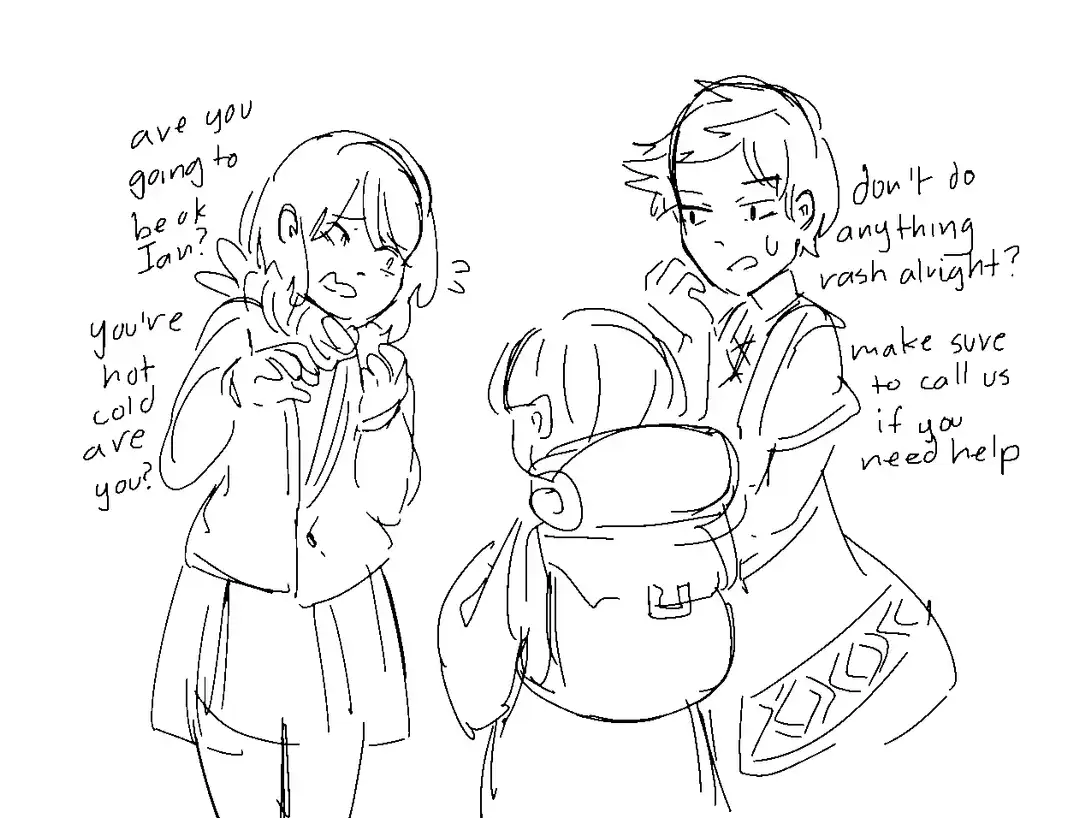 are you
going to
be ok
Ian?
you're
not
cold
are
you?
don't do
anything
rash alright?
make sure
to call us
if you
need help